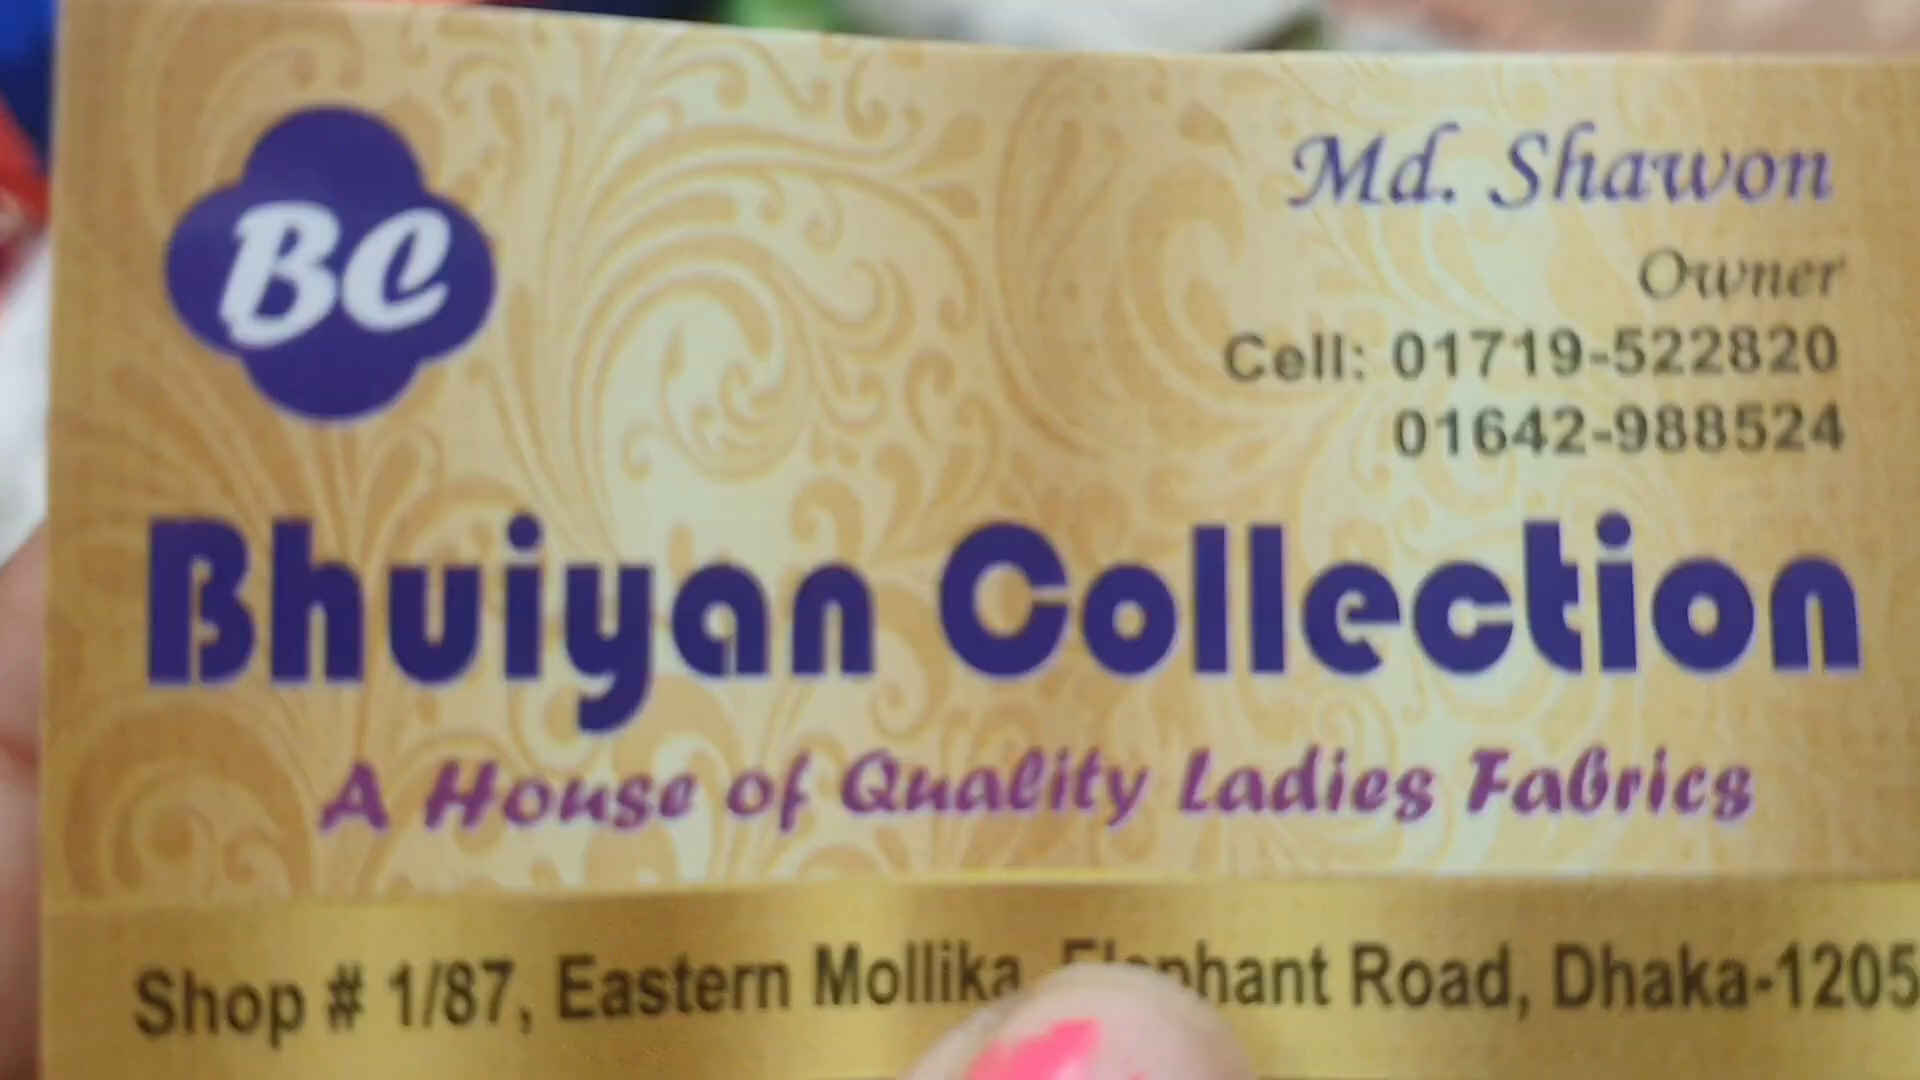 BC
Md. Shawon
Owner
Cell: 01719-522820
01642-988524
Bhuiyan Collection
A House of Quality Ladies Fabrics
Shop # 1/87, Eastern Mollika, Elephant Road, Dhaka-1205